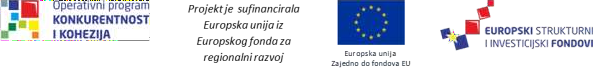 Operativni program
KONKURENTNOST
I KOHEZIJA
Projekt je sufinancirala
Europska unija iz
Europskog fonda za
regionalni razvoj
Europska unija
Zajedno do fondova EU
EUROPSKI STRUKTURNI
I INVESTICIJSKI FONDOVI